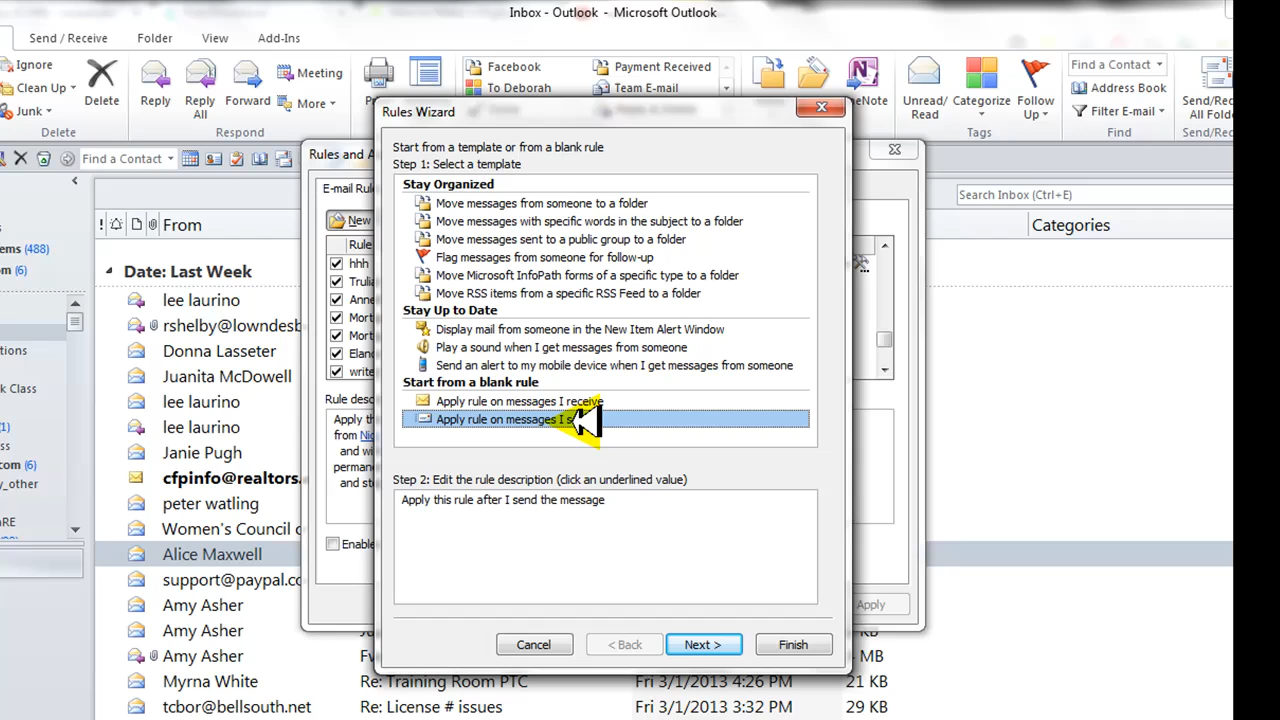 Inbox - Outlook - Microsoft Outlook
Send / Receive Folder View Add-Ins
Ignore
Clean Up
Junk
Delete
Delete
Reply
Reply All
Forward
Meeting
More
Respond
Facebook
To Deborah
Payment Received
Team E-mail
OneNote
Unread/ Read
Categorize
Follow Up
Tags
Find a Contact
Address Book
Filter E-mail
Find
Send/Receive All Folders
Send/Rec
Find a Contact
Search Inbox (Ctrl+E)
! From
Categories
Rules and A
E-mail Rul
New
Rule
hhh
Trulia
Anne
Mort
Mort
Elano
write
Rule desc
Apply th
from
and wi
permane
and sto
Enable
Apply
Rules Wizard
Start from a template or from a blank rule
Step 1: Select a template
Stay Organized
Move messages from someone to a folder
Move messages with specific words in the subject to a folder
Move messages sent to a public group to a folder
Flag messages from someone for follow-up
Move Microsoft InfoPath forms of a specific type to a folder
Move RSS items from a specific RSS Feed to a folder
Stay Up to Date
Display mail from someone in the New Item Alert Window
Play a sound when I get messages from someone
Send an alert to my mobile device when I get messages from someone
Start from a blank rule
Apply rule on messages I receive
Apply rule on messages I s
Step 2: Edit the rule description (click an underlined value)
Apply this rule after I send the message
Cancel < Back Next > Finish
ems (488)
om (6)
tions
k Class
(1)
ess
com (6)
y_other
ARE
Date: Last Week
lee laurino
rshelby@lowndesb
Donna Lasseter
Juanita McDowell
lee laurino
lee laurino
Janie Pugh
cfpinfo@realtors.
peter watling
Women's Council o
Alice Maxwell
support@paypal.co
Amy Asher
Amy Asher
Amy Asher
Myrna White Re: Training Room PTC Fri 3/1/2013 4:26 PM 21 KB
tcbor@bellsouth.net Re: License # issues Fri 3/1/2013 3:32 PM 22 KB
KB
MB